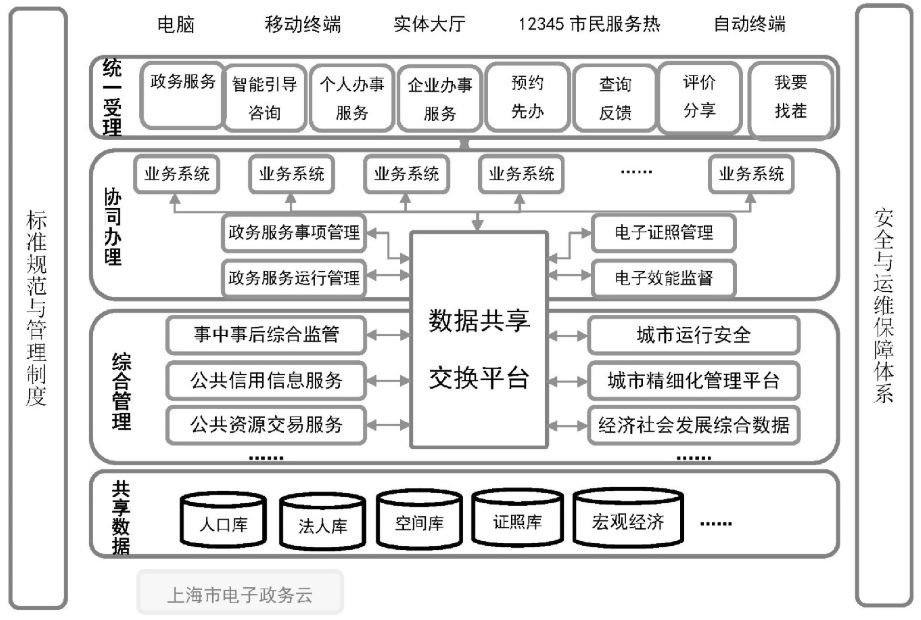 电脑
移动终端
实体大厅
12345 市民服务热
自动终端
统一受理
政务服务
智能引导
咨询
个人办事
服务
企业办事
服务
预约
先办
查询
反馈
评价
分享
我要
找茬
协同办理
业务系统
业务系统
业务系统
业务系统
......
业务系统
政务服务事项管理
政务服务运行管理
电子证照管理
电子效能监督
数据共享
交换平台
综合管理
事中事后综合监管
公共信用信息服务
公共资源交易服务
......
城市运行安全
城市精细化管理平台
经济社会发展综合数据
......
共享数据
人口库
法人库
空间库
证照库
宏观经济
......
上海市电子政务云
标准规范与管理制度
安全与运维保障体系